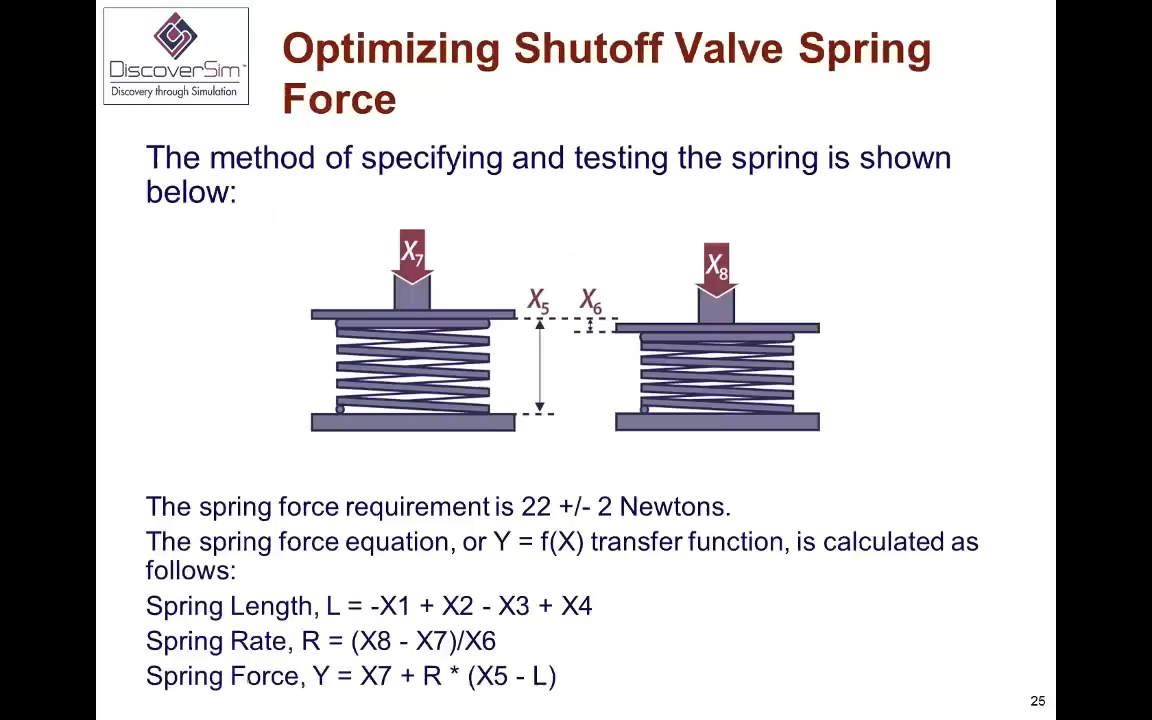 DiscoverSim™
Discovery through Simulation
Optimizing Shutoff Valve Spring
Force
The method of specifying and testing the spring is shown
below:
X7
X8
X5
X6
The spring force requirement is 22 +/- 2 Newtons.
The spring force equation, or Y = f(X) transfer function, is calculated as
follows:
Spring Length, L = -X1 + X2 - X3 + X4
Spring Rate, R = (X8 - X7)/X6
Spring Force, Y = X7 + R * (X5 - L)
25